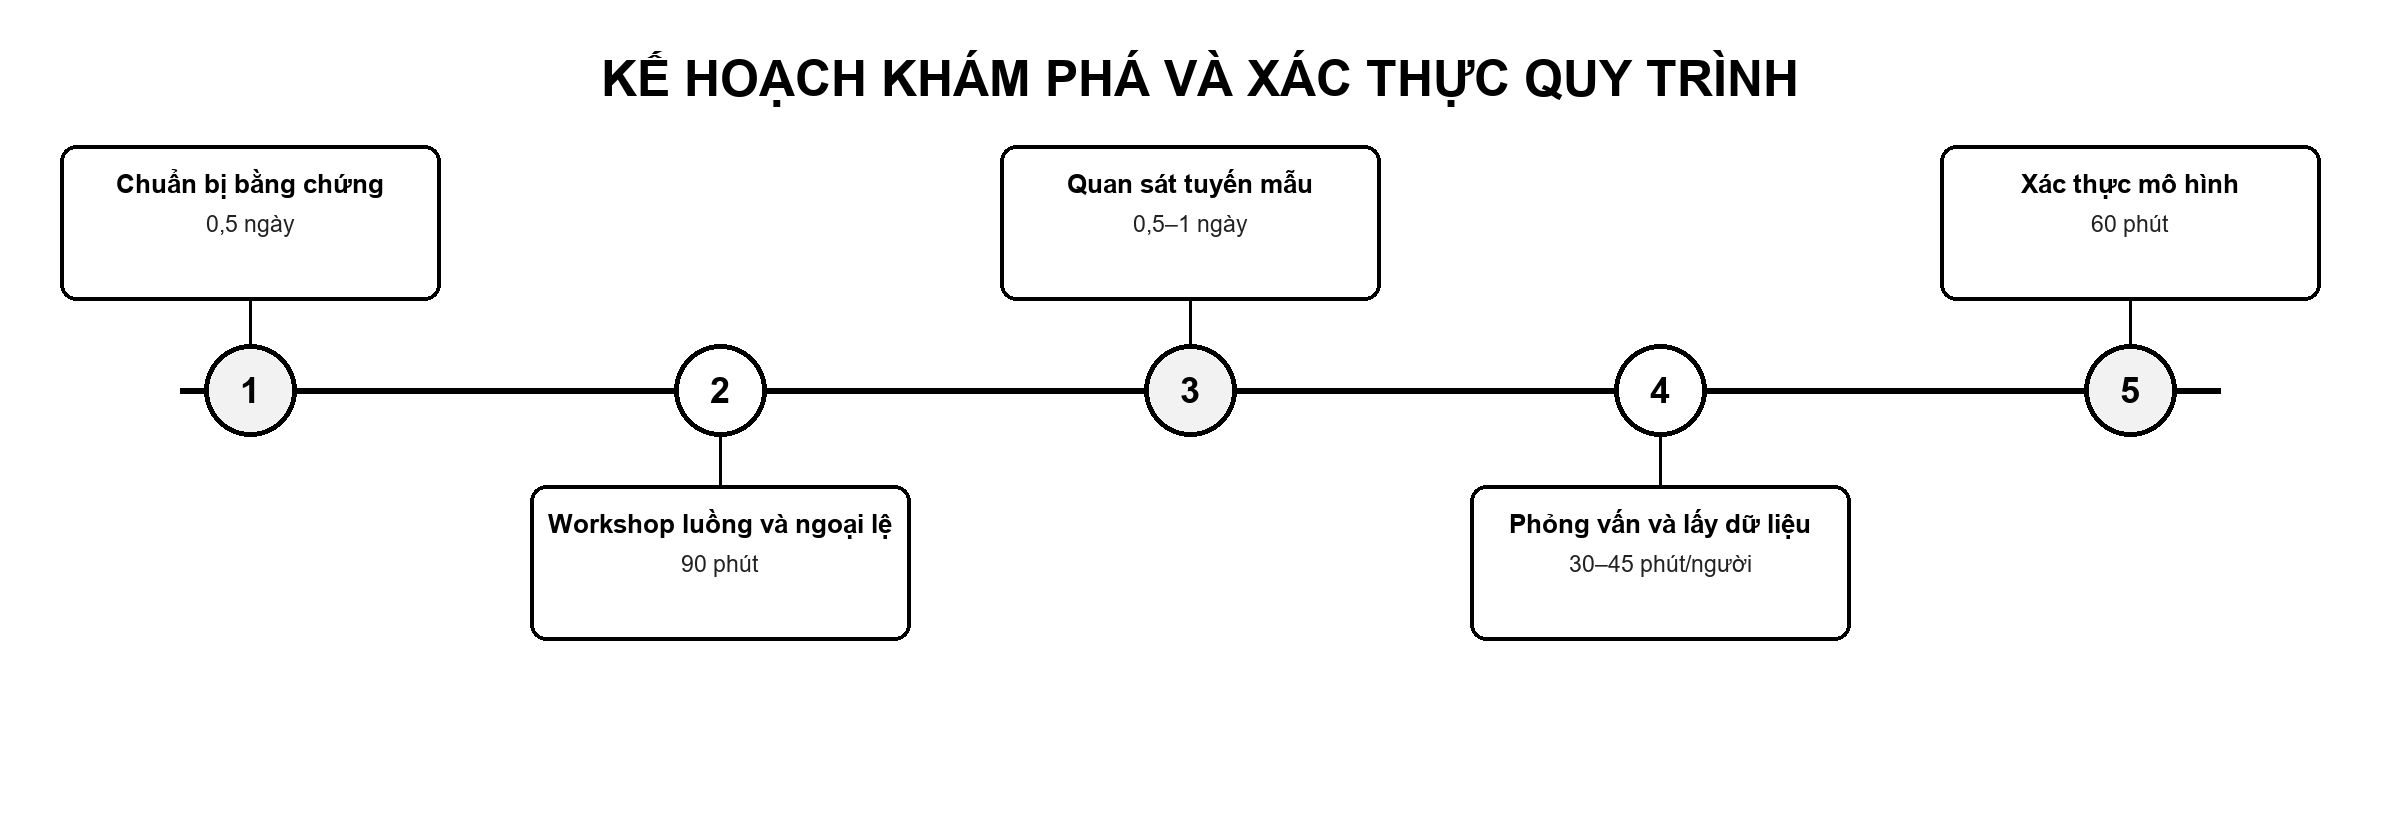 KẾ HOẠCH KHÁM PHÁ VÀ XÁC THỰC QUY TRÌNH
Chuẩn bị bằng chứng
0,5 ngày
Quan sát tuyến mẫu
0,5–1 ngày
Xác thực mô hình
60 phút
1
2
3
4
5
Workshop luồng và ngoại lệ
90 phút
Phỏng vấn và lấy dữ liệu
30–45 phút/người